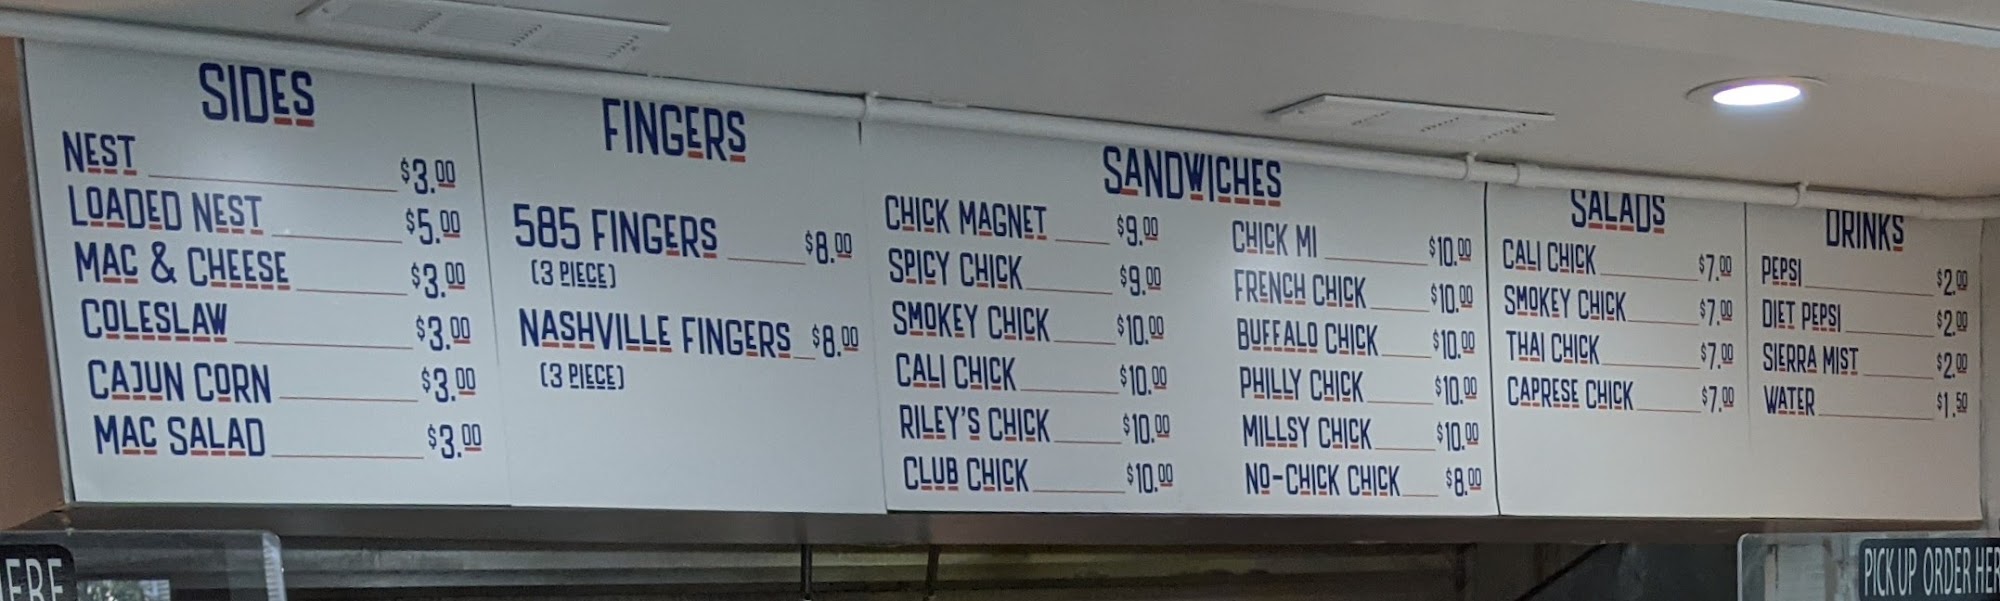 SIDES
NEST $3.00
LOADED NEST $5.00
MAC & CHEESE $3.00
COLESLAW $3.00
CAJUN CORN $3.00
MAC SALAD $3.00
FINGERS
585 FINGERS $8.00
(3 PIECE)
NASHVILLE FINGERS $8.00
(3 PIECE)
SANDWICHES
CHICK MAGNET $9.00
SPICY CHICK $9.00
SMOKEY CHICK $10.00
CALI CHICK $10.00
RILEY'S CHICK $10.00
CLUB CHICK $10.00
CHICK MI $10.00
FRENCH CHICK $10.00
BUFFALO CHICK $10.00
PHILLY CHICK $10.00
MILLSY CHICK $10.00
NO-CHICK CHICK $8.00
SALADS
CALI CHICK $7.00
SMOKEY CHICK $7.00
THAI CHICK $7.00
CAPRESE CHICK $7.00
DRINKS
PEPSI $2.00
DIET PEPSI $2.00
SIERRA MIST $2.00
WATER $1.50
PICK UP ORDER HER